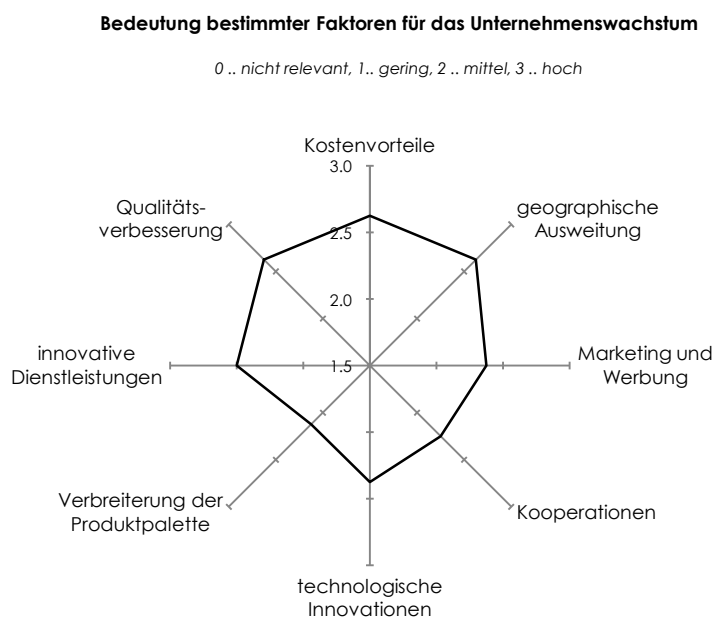 Bedeutung bestimmter Faktoren für das Unternehmenswachstum
0 .. nicht relevant, 1.. gering, 2 .. mittel, 3 .. hoch
Kostenvorteile
3.0
Qualitäts-
verbesserung
geographische
Ausweitung
2.5
2.0
innovative
Dienstleistungen
1.5
Marketing und
Werbung
Verbreiterung der
Produktpalette
Kooperationen
technologische
Innovationen